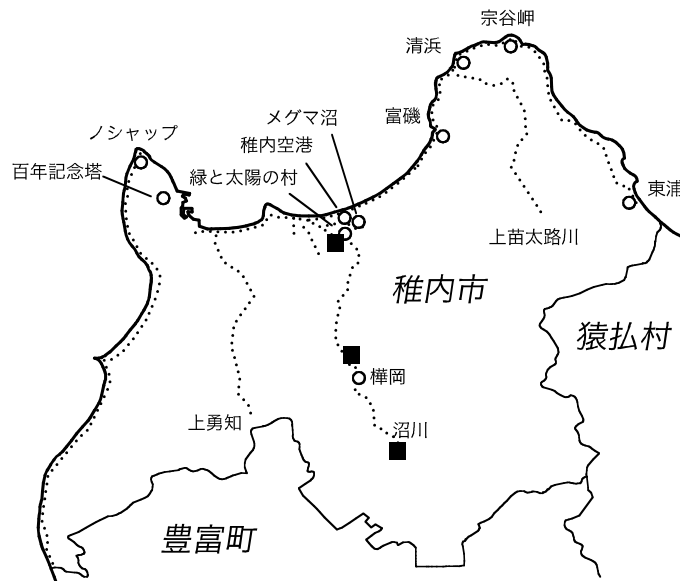 宗谷岬
清浜
メグマ沼
富磯
ノシャップ
稚内空港
百年記念塔
緑と太陽の村
東浦
上苗太路川
稚内市
猿払村
樺岡
上勇知
沼川
豊富町